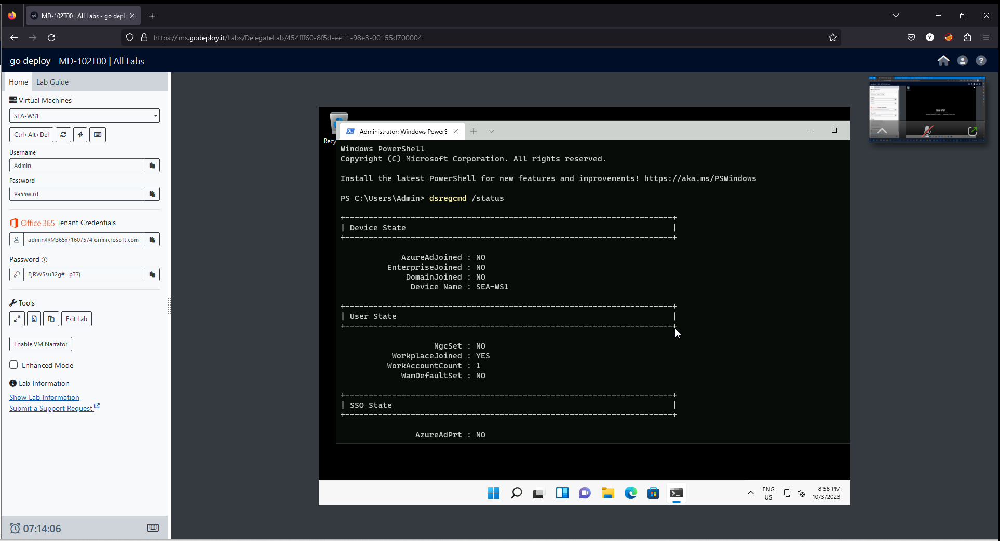 MD-102T00 | All Labs - go deplo
https://lms.godeploy.it/Labs/DelegateLab/454fff60-8f5d-ee11-98e3-00155d700004
go deploy MD-102T00 | All Labs
Home Lab Guide
Virtual Machines
SEA-WS1
Ctrl+Alt+Del
Username
Admin
Password
Pa55w.rd
Office 365 Tenant Credentials
admin@M365x71607574.onmicrosoft.com
Password
B;RW5su32g#=pT7(
Tools
Exit Lab
Enable VM Narrator
Enhanced Mode
Lab Information
Show Lab Information
Submit a Support Request
07:14:06
Recy
Administrator: Windows PowerS
Windows PowerShell
Copyright (C) Microsoft Corporation. All rights reserved.
Install the latest PowerShell for new features and improvements! https://aka.ms/PSWindows
PS C:\Users\Admin> dsregcmd /status
+----------------------------------------------------------------------+
| Device State                                                         |
+----------------------------------------------------------------------+
AzureAdJoined : NO
EnterpriseJoined : NO
DomainJoined : NO
Device Name : SEA-WS1
+----------------------------------------------------------------------+
| User State                                                           |
+----------------------------------------------------------------------+
NgcSet : NO
WorkplaceJoined : YES
WorkAccountCount : 1
WamDefaultSet : NO
+----------------------------------------------------------------------+
| SSO State                                                            |
+----------------------------------------------------------------------+
AzureAdPrt : NO
ENG
US
8:58 PM
10/3/2023
Y
SEA-WS1